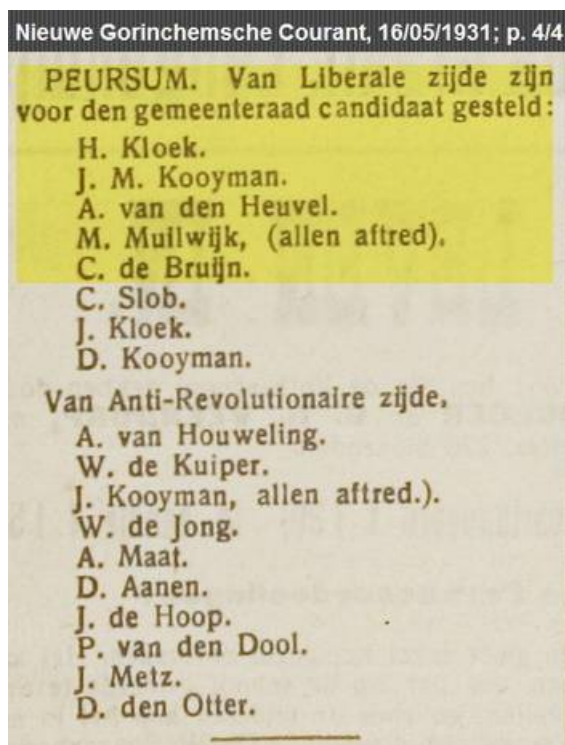 Nieuwe Gorinchemsche Courant, 16/05/1931; p. 4/4
PEURSUM. Van Liberale zijde zijn
voor den gemeenteraad candidaat gesteld:
H. Kloek.
J. M. Kooyman.
A. van den Heuvel.
M. Muilwijk, (allen aftred).
C. de Bruijn.
C. Slob.
J. Kloek.
D. Kooyman.
Van Anti-Revolutionaire zijde.
A. van Houweling.
W. de Kuiper.
J. Kooyman, allen aftred.).
W. de Jong.
A. Maat.
D. Aanen.
J. de Hoop.
P. van den Dool.
J. Metz.
D. den Otter.